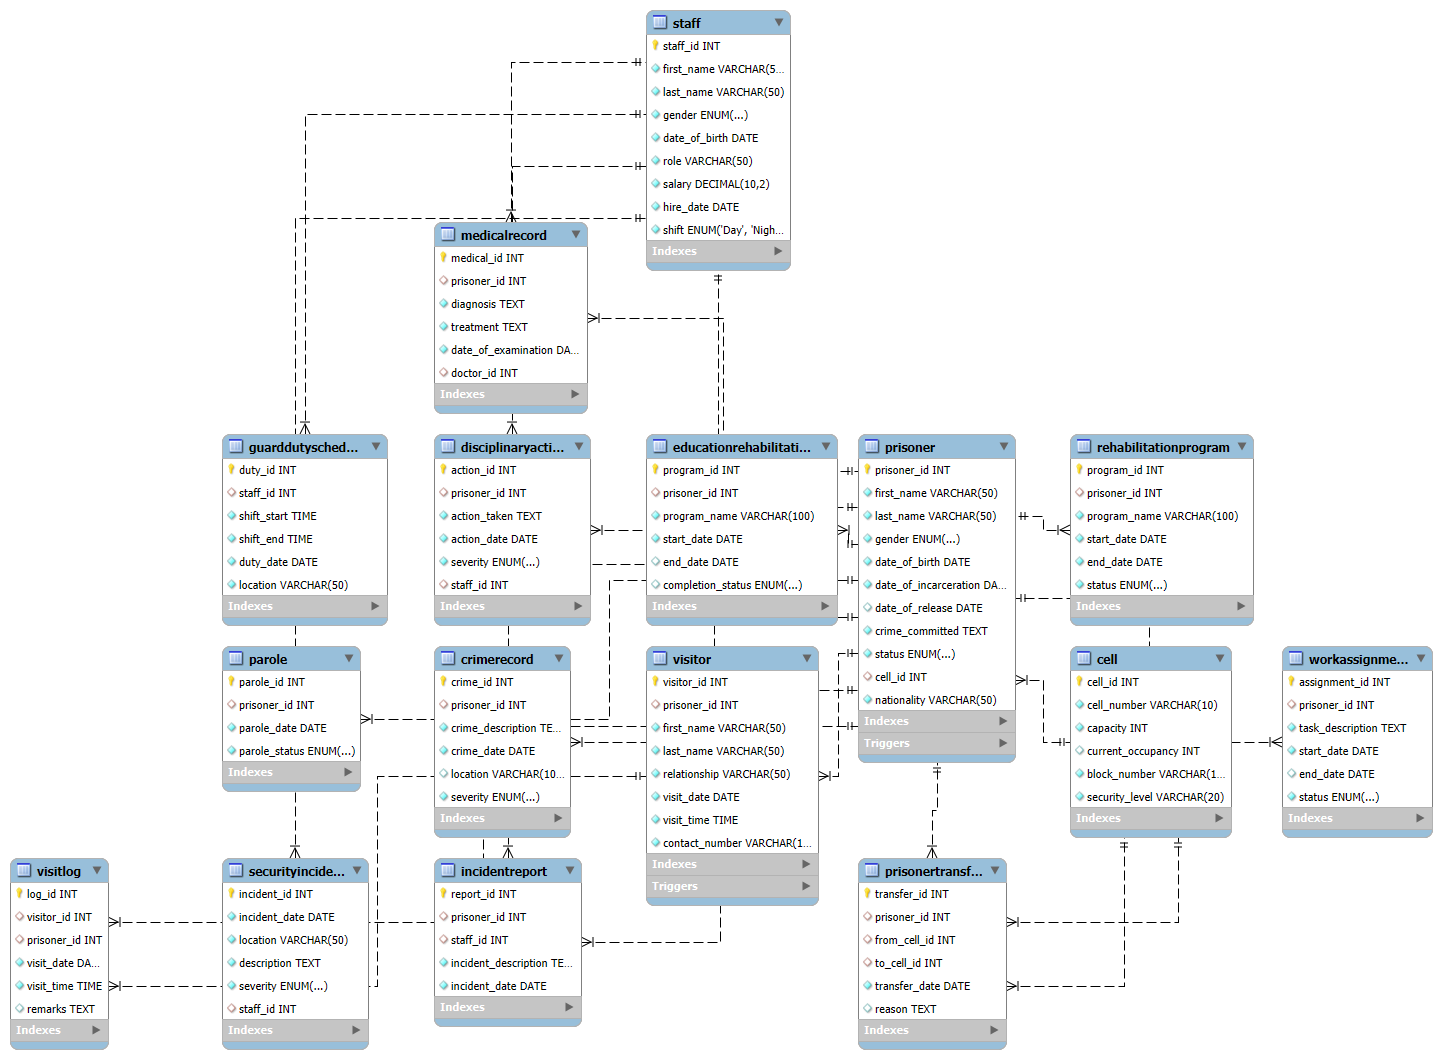 staff
staff_id INT
first_name VARCHAR(5...
last_name VARCHAR(50)
gender ENUM(...)
date_of_birth DATE
role VARCHAR(50)
salary DECIMAL(10,2)
hire_date DATE
shift ENUM('Day', 'Nigh...
Indexes
medicalrecord
medical_id INT
prisoner_id INT
diagnosis TEXT
treatment TEXT
date_of_examination DA...
doctor_id INT
Indexes
guarddutysched...
duty_id INT
staff_id INT
shift_start TIME
shift_end TIME
duty_date DATE
location VARCHAR(50)
Indexes
disciplinaryacti...
action_id INT
prisoner_id INT
action_taken TEXT
action_date DATE
severity ENUM(...)
staff_id INT
Indexes
educationrehabilitati...
program_id INT
prisoner_id INT
program_name VARCHAR(100)
start_date DATE
end_date DATE
completion_status ENUM(...)
Indexes
prisoner
prisoner_id INT
first_name VARCHAR(50)
last_name VARCHAR(50)
gender ENUM(...)
date_of_birth DATE
date_of_incarceration DA...
date_of_release DATE
crime_committed TEXT
status ENUM(...)
cell_id INT
nationality VARCHAR(50)
Indexes
Triggers
rehabilitationprogram
program_id INT
prisoner_id INT
program_name VARCHAR(100)
start_date DATE
end_date DATE
status ENUM(...)
Indexes
parole
parole_id INT
prisoner_id INT
parole_date DATE
parole_status ENUM(...)
Indexes
crimerecord
crime_id INT
prisoner_id INT
crime_description TE...
crime_date DATE
location VARCHAR(10...
severity ENUM(...)
Indexes
visitor
visitor_id INT
prisoner_id INT
first_name VARCHAR(50)
last_name VARCHAR(50)
relationship VARCHAR(50)
visit_date DATE
visit_time TIME
contact_number VARCHAR(1...
Indexes
Triggers
cell
cell_id INT
cell_number VARCHAR(10)
capacity INT
current_occupancy INT
block_number VARCHAR(1...
security_level VARCHAR(20)
Indexes
workassignme...
assignment_id INT
prisoner_id INT
task_description TEXT
start_date DATE
end_date DATE
status ENUM(...)
Indexes
visitlog
log_id INT
visitor_id INT
prisoner_id INT
visit_date DA...
visit_time TIME
remarks TEXT
Indexes
securityincide...
incident_id INT
incident_date DATE
location VARCHAR(50)
description TEXT
severity ENUM(...)
staff_id INT
Indexes
incidentreport
report_id INT
prisoner_id INT
staff_id INT
incident_description TE...
incident_date DATE
Indexes
prisonertransf...
transfer_id INT
prisoner_id INT
from_cell_id INT
to_cell_id INT
transfer_date DATE
reason TEXT
Indexes